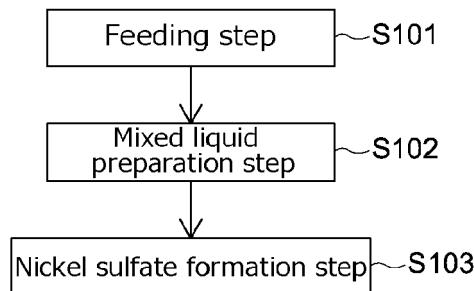 Feeding step S101
Mixed liquid
preparation step S102
Nickel sulfate formation step S103